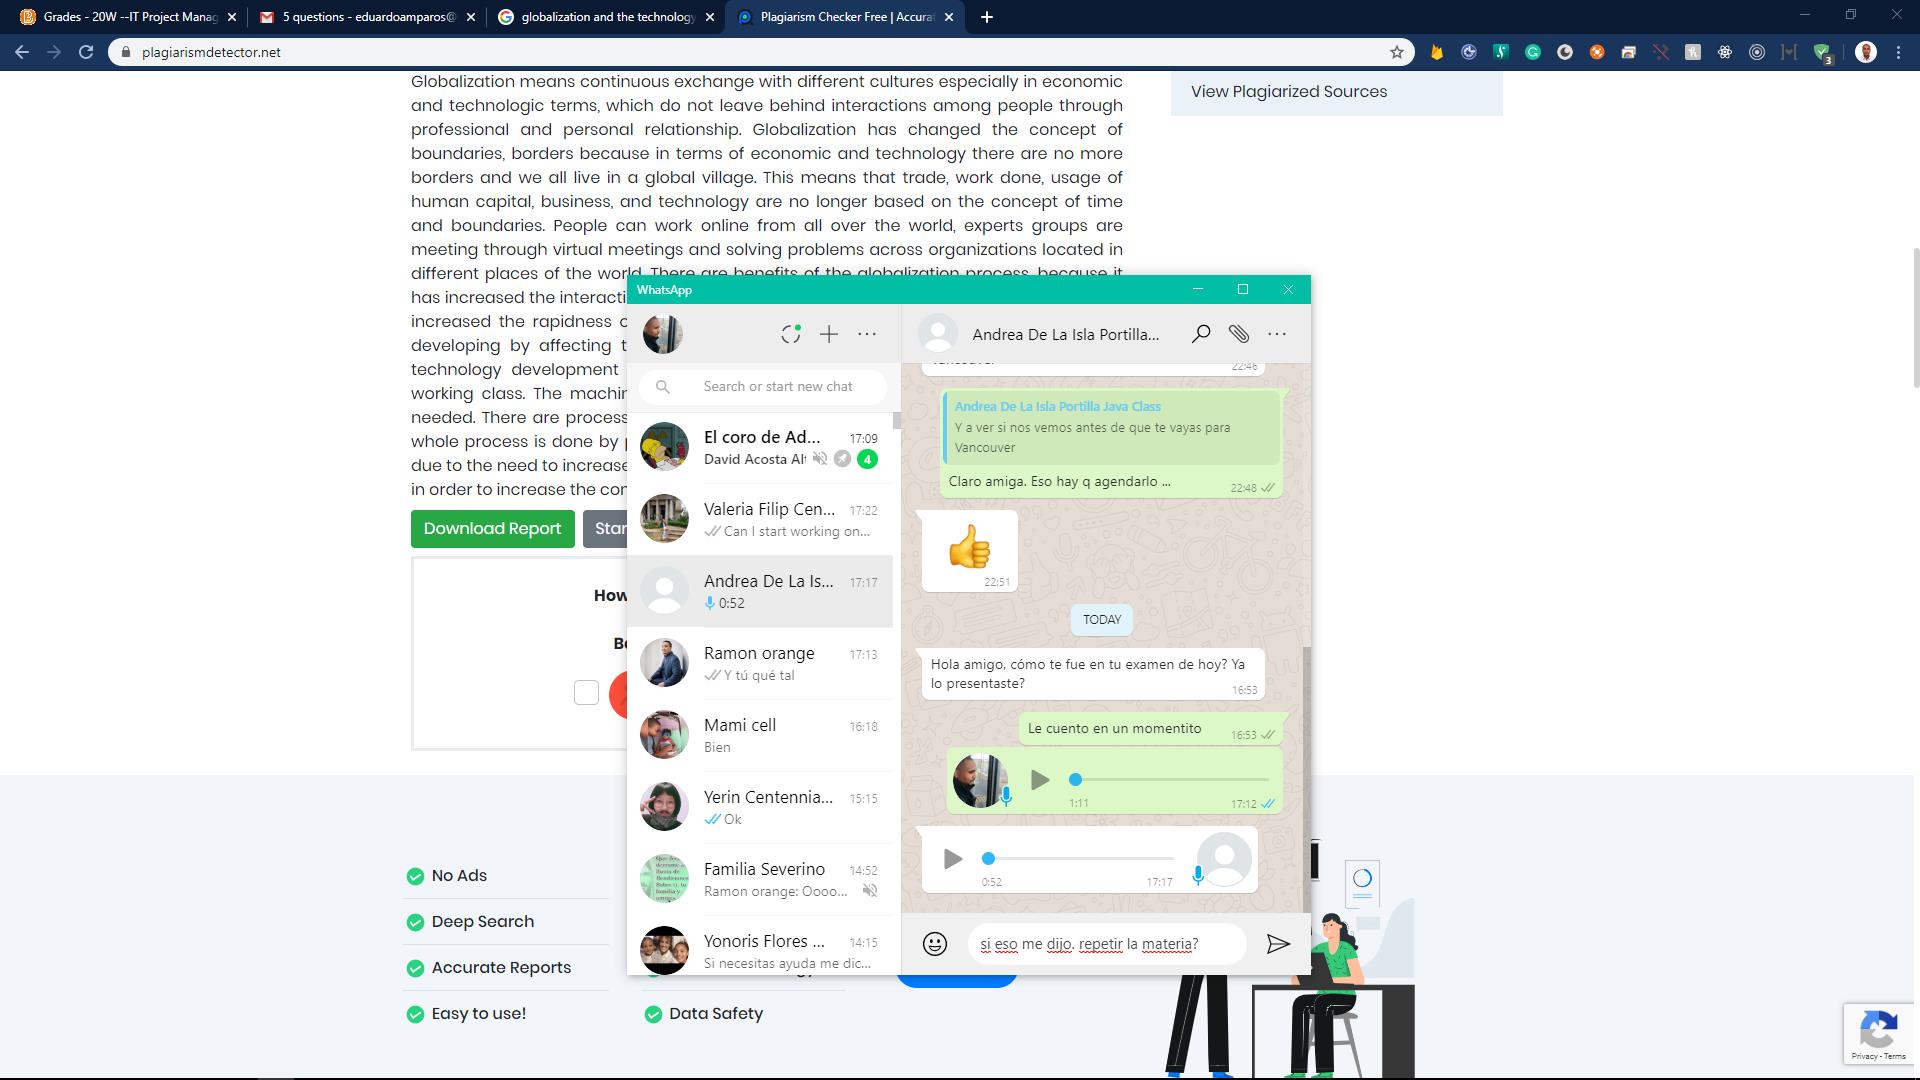 Grades - 20W --IT Project Manag
5 questions - eduardoamparos@
globalization and the technology
Plagiarism Checker Free | Accurat
plagiarismdetector.net
3
Globalization means continuous exchange with different cultures especially in economic
and technologic terms, which do not leave behind interactions among people through
professional and personal relationship. Globalization has changed the concept of
boundaries, borders because in terms of economic and technology there are no more
borders and we all live in a global village. This means that trade, work done, usage of
human capital, business, and technology are no longer based on the concept of time
and boundaries. People can work online from all over the world, experts groups are
meeting through virtual meetings and solving problems across organizations located in
different places of the world. There are benefits of the globalization process, because it
has increased the interacti
increased the rapidness o
developing by affecting t
technology development
working class. The machin
needed. There are process
whole process is done by p
due to the need to increase
in order to increase the con
Download Report
Star
How
Be
View Plagiarized Sources
WhatsApp
Search or start new chat
El coro de Ad... 17:09
David Acosta Alt 4
Valeria Filip Cen... 17:22
Can I start working on...
Andrea De La Is... 17:17
0:52
Ramon orange 17:13
Y tú qué tal
Mami cell 16:18
Bien
Yerin Centennia... 15:15
Ok
Familia Severino 14:52
Ramon orange: Oooo...
Yonoris Flores ... 14:15
Si necesitas ayuda me dic...
Andrea De La Isla Portilla...
22:46
Andrea De La Isla Portilla Java Class
Y a ver si nos vemos antes de que te vayas para
Vancouver
Claro amiga. Eso hay q agendarlo ...
22:48
22:51
TODAY
Hola amigo, cómo te fue en tu examen de hoy? Ya
lo presentaste?
16:53
Le cuento en un momentito
16:53
1:11
17:12
0:52
17:17
si eso me dijo. repetir la materia?
No Ads
Deep Search
Accurate Reports
Easy to use!
Data Safety
Privacy - Terms